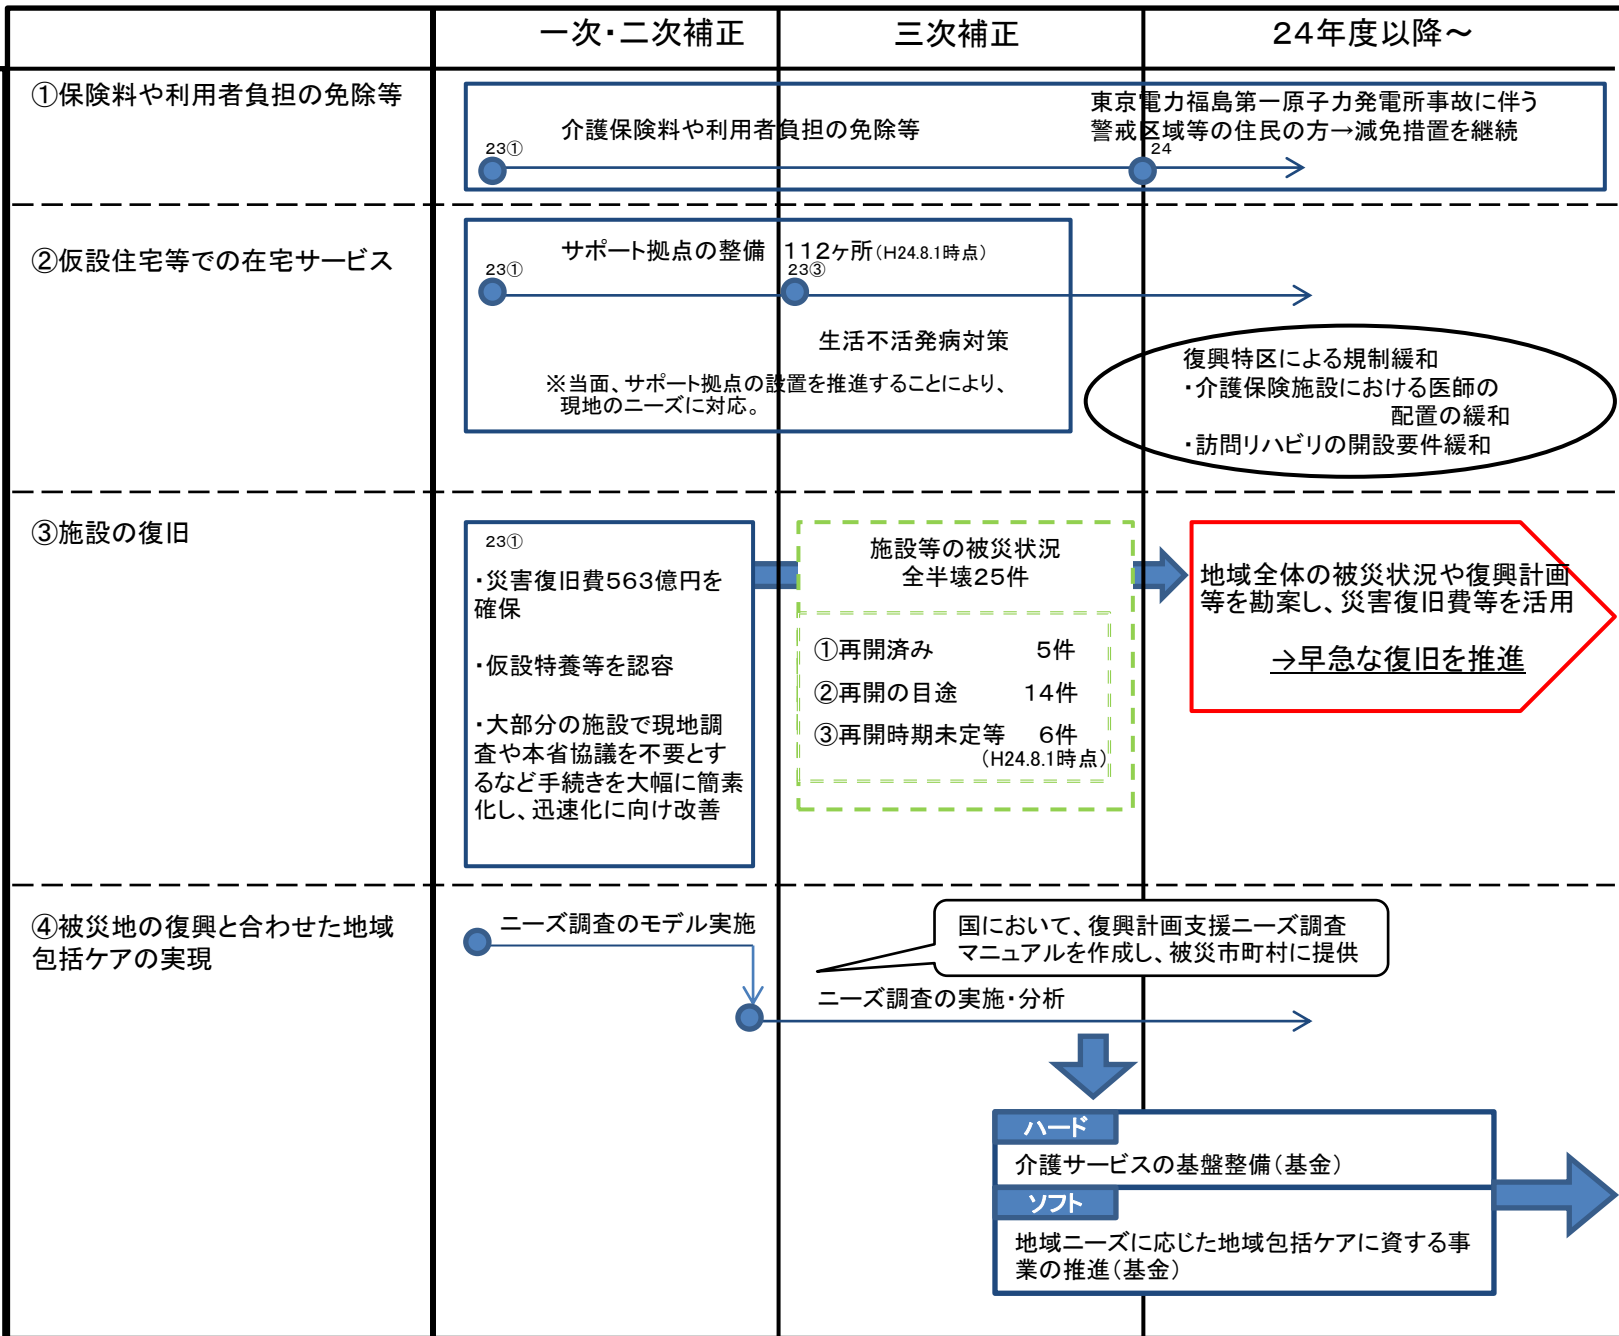 一次・二次補正
三次補正
24年度以降～
①保険料や利用者負担の免除等
介護保険料や利用者負担の免除等
東京電力福島第一原子力発電所事故に伴う
警戒区域等の住民の方→減免措置を継続
23①
24
②仮設住宅等での在宅サービス
サポート拠点の整備 112ヶ所(H24.8.1時点)
23①
23③
生活不活発病対策
※当面、サポート拠点の設置を推進することにより、
現地のニーズに対応。
復興特区による規制緩和
・介護保険施設における医師の
配置の緩和
・訪問リハビリの開設要件緩和
③施設の復旧
23①
・災害復旧費563億円を
確保
・仮設特養等を認容
・大部分の施設で現地調
査や本省協議を不要とす
るなど手続きを大幅に簡素
化し、迅速化に向け改善
施設等の被災状況
全半壊25件
①再開済み 5件
②再開の目途 14件
③再開時期未定等 6件
(H24.8.1時点)
地域全体の被災状況や復興計画
等を勘案し、災害復旧費等を活用
→早急な復旧を推進
④被災地の復興と合わせた地域
包括ケアの実現
ニーズ調査のモデル実施
国において、復興計画支援ニーズ調査
マニュアルを作成し、被災市町村に提供
ニーズ調査の実施・分析
ハード
介護サービスの基盤整備(基金)
ソフト
地域ニーズに応じた地域包括ケアに資する事
業の推進(基金)